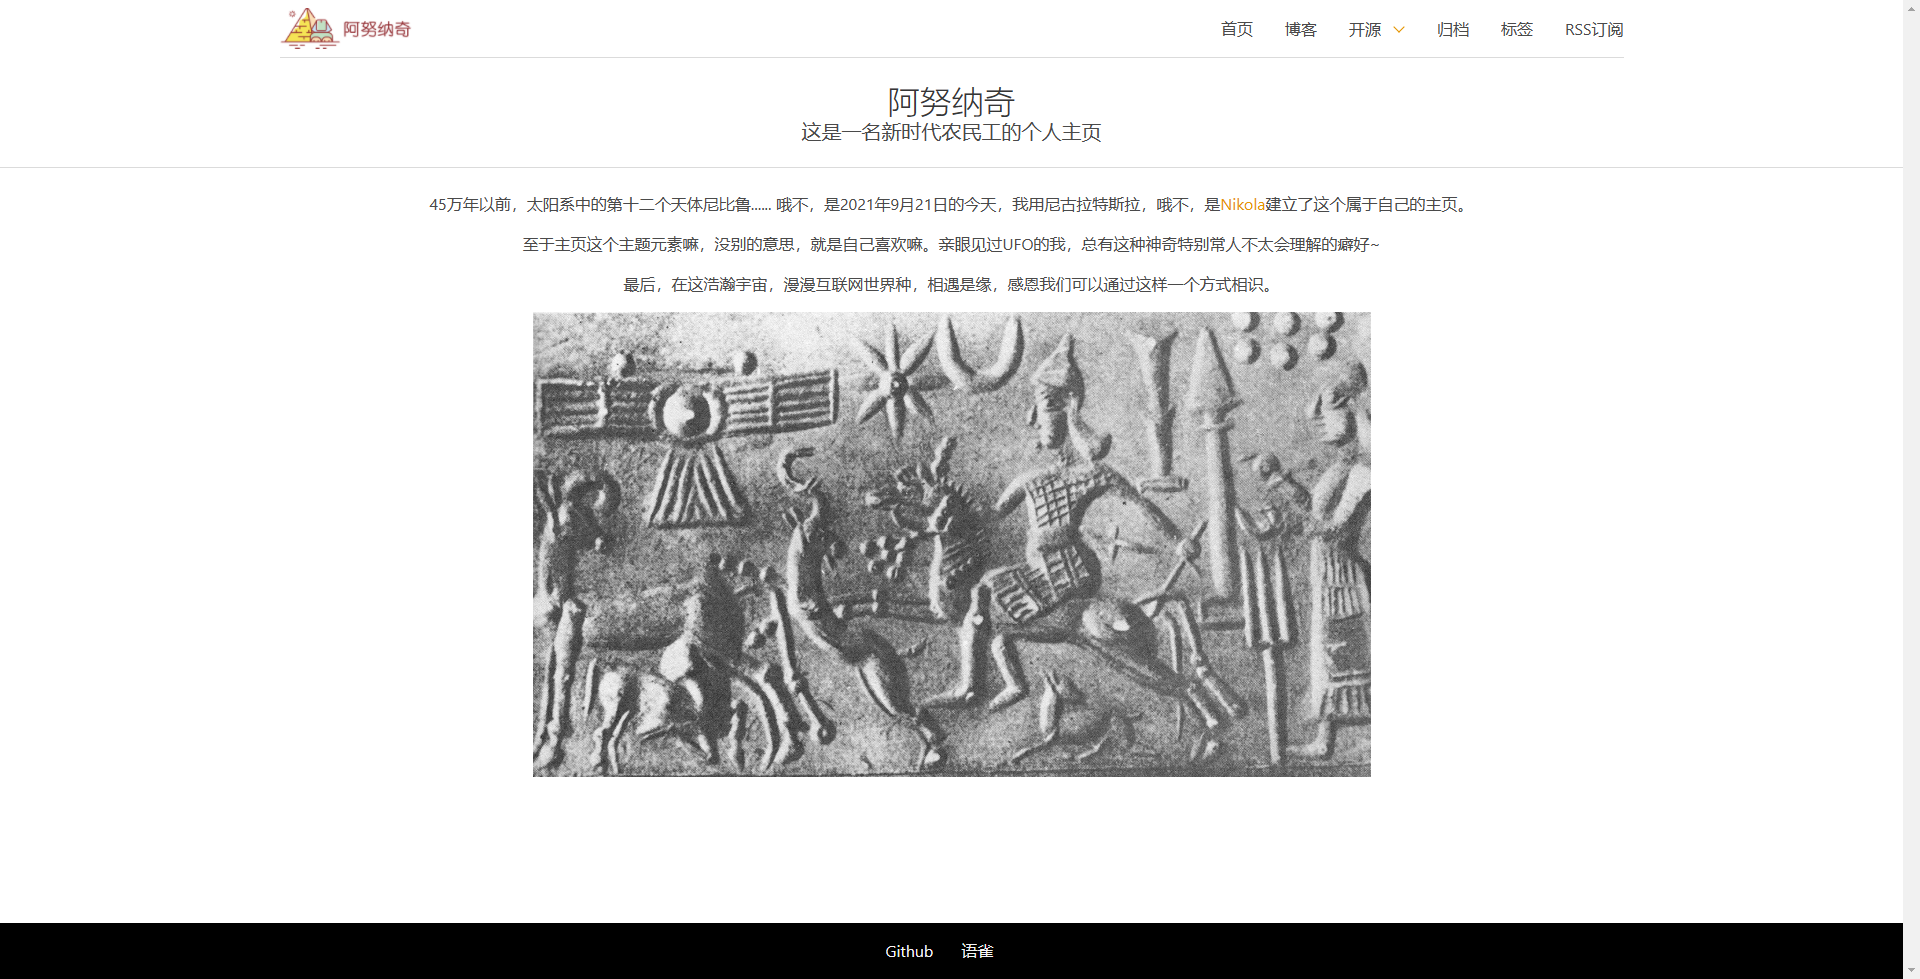 阿努纳奇
首页 博客 开源 归档 标签 RSS订阅
阿努纳奇
这是一名新时代农民工的个人主页
45万年以前，太阳系中的第十二个天体尼比鲁...... 哦不，是2021年9月21日的今天，我用尼古拉特斯拉，哦不，是Nikola建立了这个属于自己的主页。
至于主页这个主题元素嘛，没别的意思，就是自己喜欢嘛。亲眼见过UFO的我，总有这种神奇特别常人不太会理解的癖好~
最后，在这浩瀚宇宙，漫漫互联网世界种，相遇是缘，感恩我们可以通过这样一个方式相识。
Github 语雀